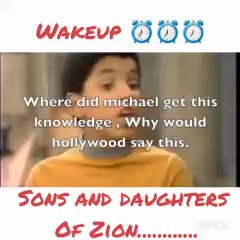 WAKEUP ⏰⏰⏰
Where did michael get this
knowledge , Why would
hollywood say this.
SONS AND DAUGHTERS
OF ZION............